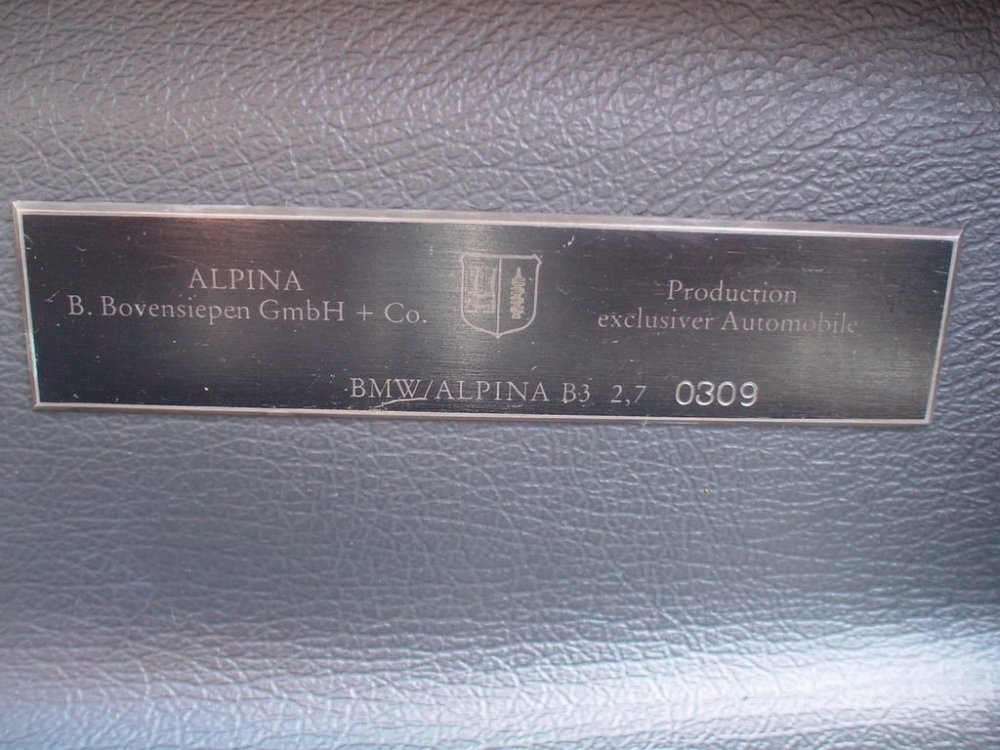 ALPINA
B. Bovensiepen GmbH + Co.
Production
exclusiver Automobile
BMW/ALPINA B3 2,7 0309